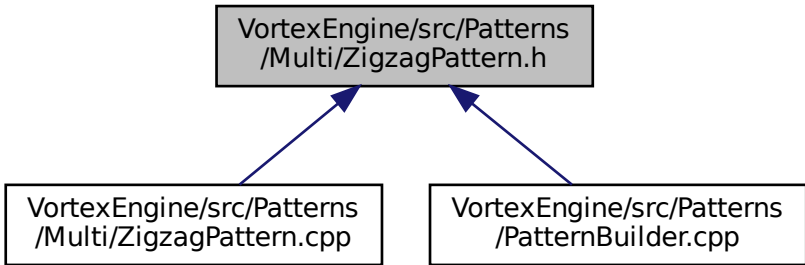 VortexEngine/src/Patterns
/Multi/ZigzagPattern.h
VortexEngine/src/Patterns
/Multi/ZigzagPattern.cpp
VortexEngine/src/Patterns
/PatternBuilder.cpp